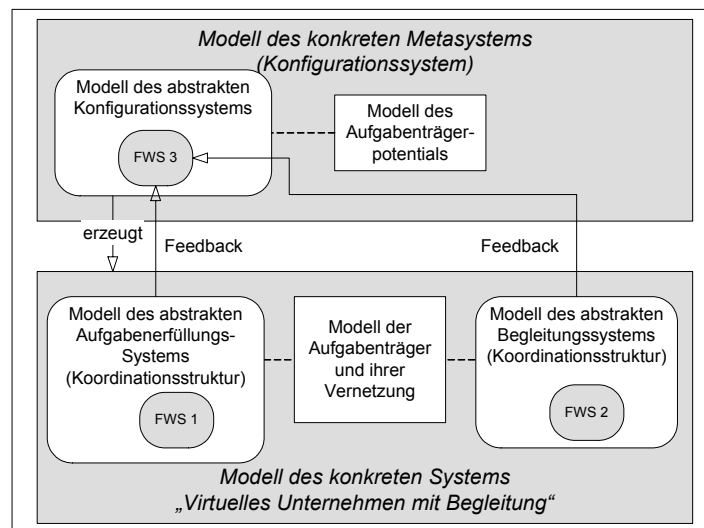 Modell des konkreten Metasystems
(Konfigurationssystem)
Modell des abstrakten
Konfigurationssystems
FWS 3
Modell des
Aufgabenträger-
potentials
erzeugt
Feedback
Feedback
Modell des abstrakten
Aufgabenerfüllungs-
Systems
(Koordinationsstruktur)
FWS 1
Modell der
Aufgabenträger
und ihrer
Vernetzung
Modell des abstrakten
Begleitungssystems
(Koordinationsstruktur)
FWS 2
Modell des konkreten Systems
„Virtuelles Unternehmen mit Begleitung“